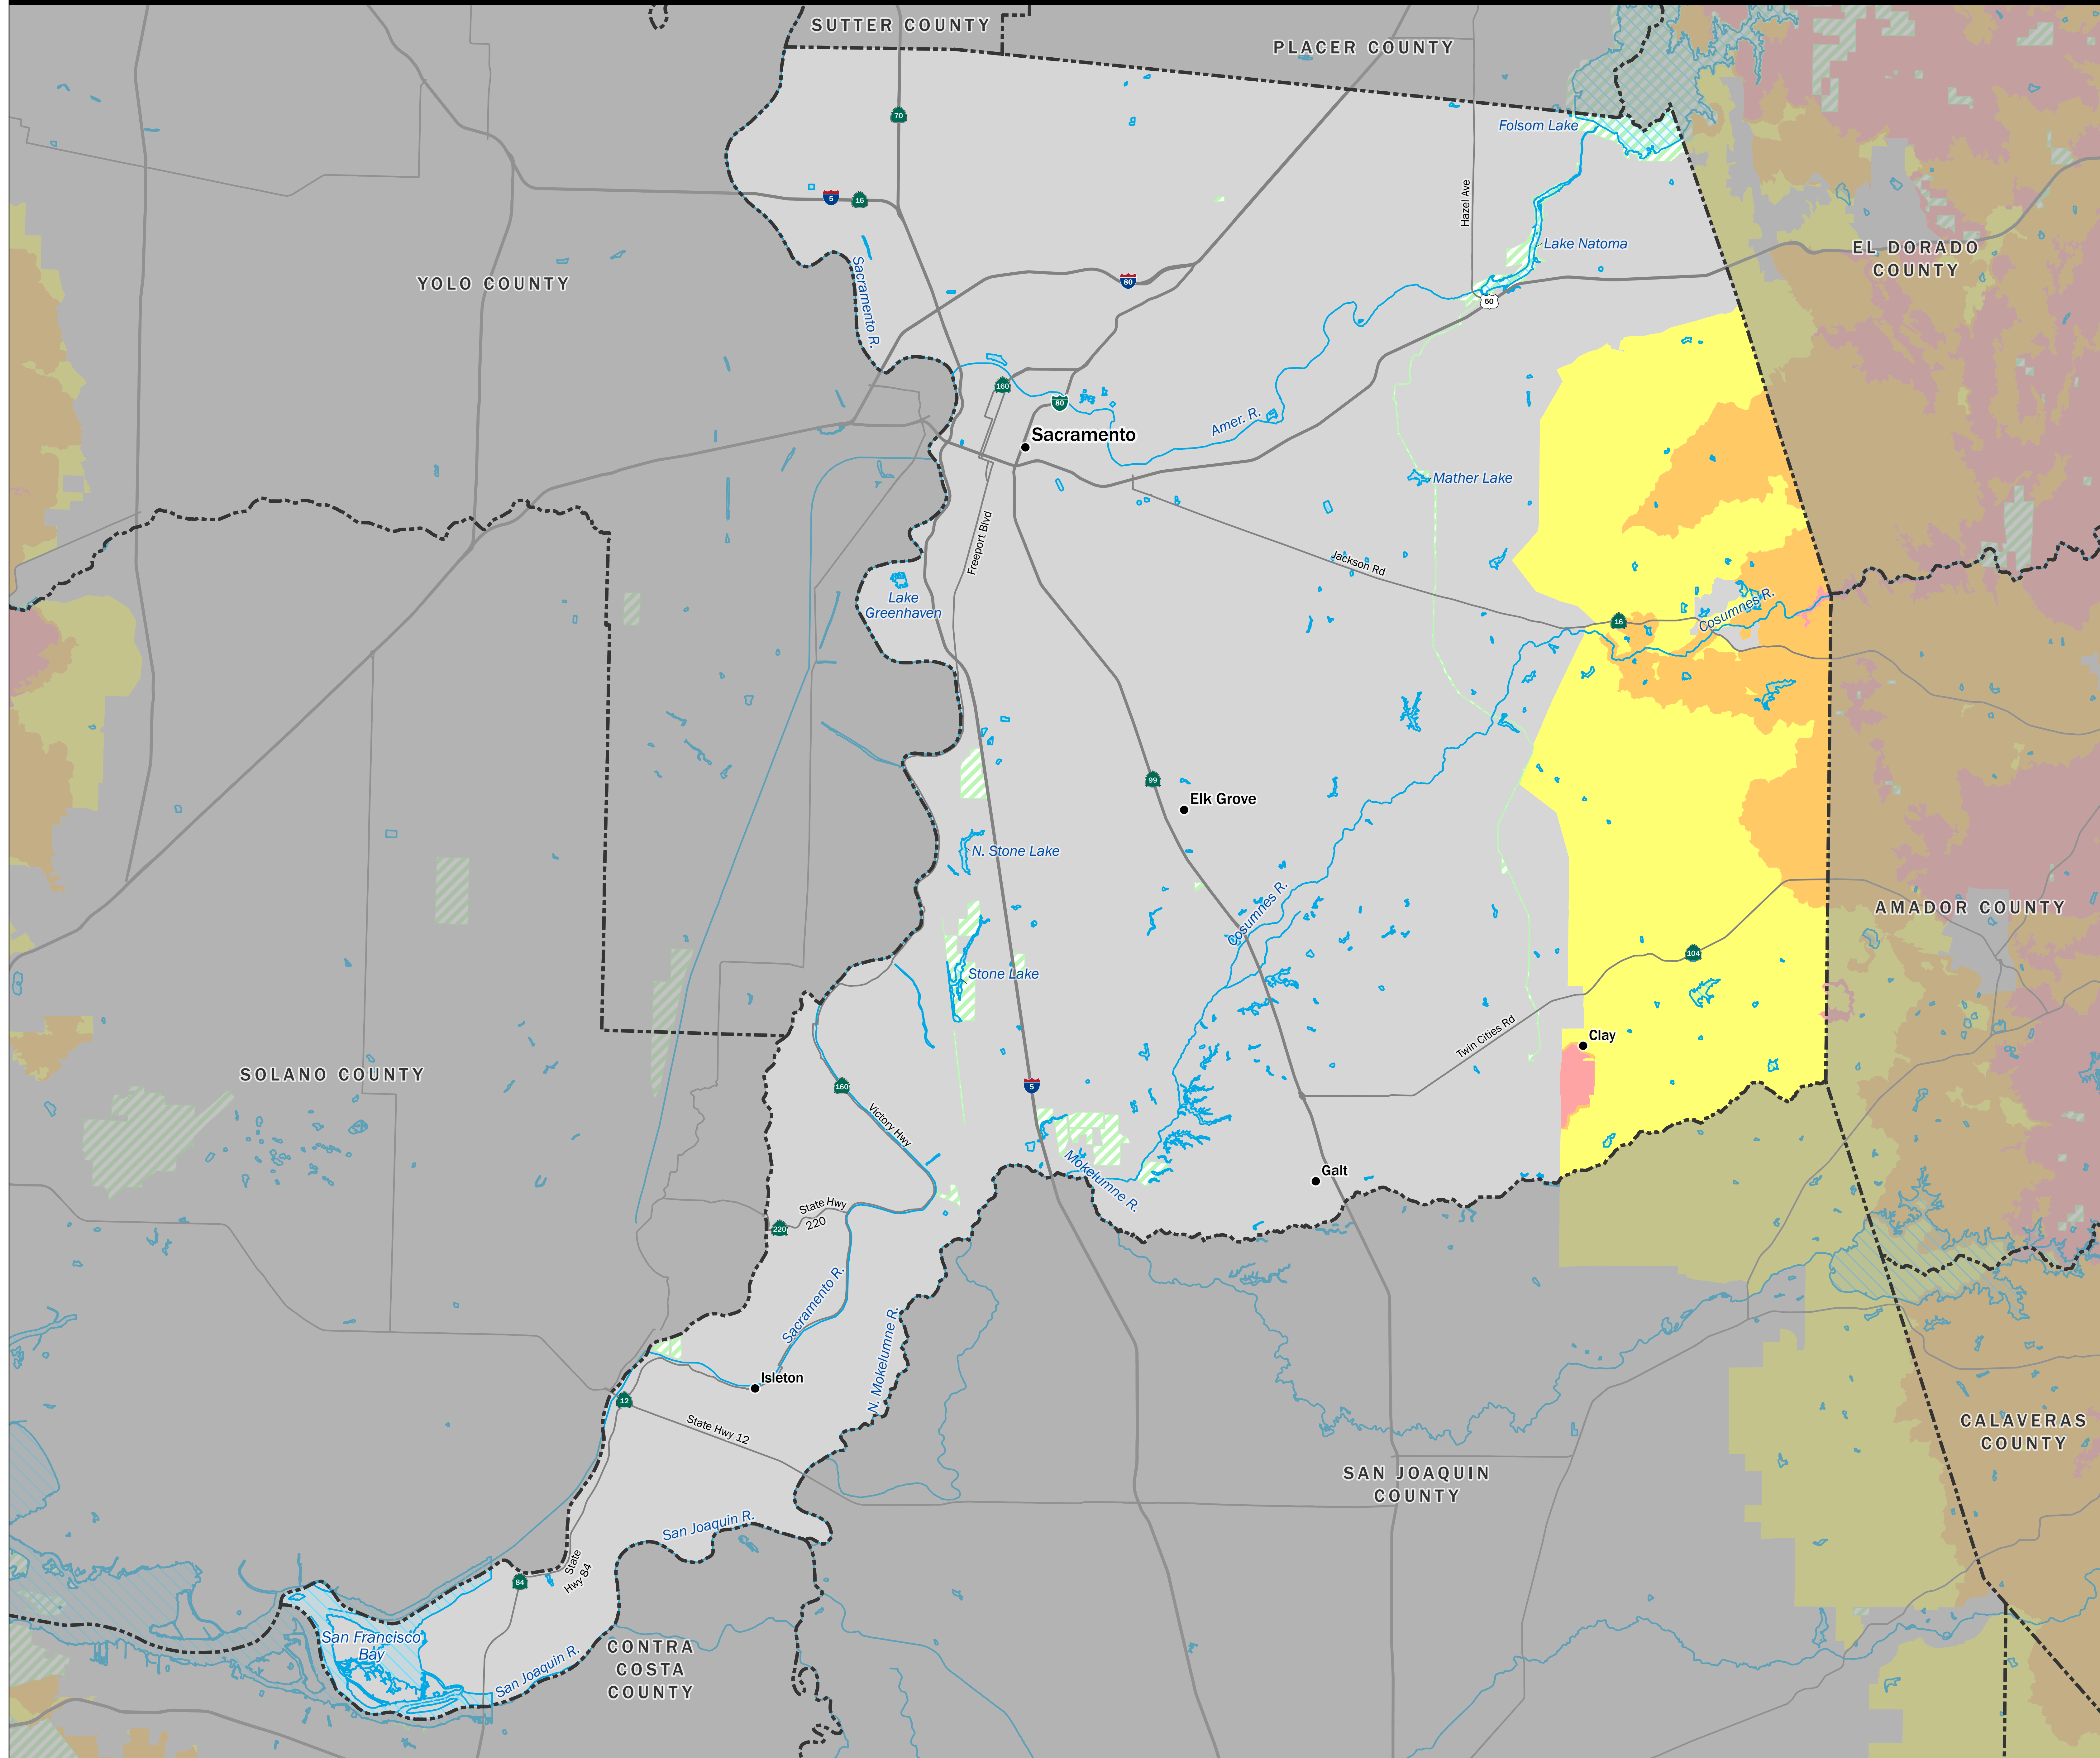 SUTTER COUNTY
PLACER COUNTY
70
Folsom Lake
Hazel Ave
5
16
Lake Natoma
EL DORADO
COUNTY
YOLO COUNTY
Sacramento R.
80
50
160
80
Amer. R.
Sacramento
Mather Lake
Freeport Blvd
Jackson Rd
Lake
Greenhaven
16
Cosumnes R.
99
Elk Grove
N. Stone Lake
Cosumnes R.
AMADOR COUNTY
104
Stone Lake
Twin Cities Rd
Clay
SOLANO COUNTY
160
5
Victory Hwy
Mokelumne R.
Galt
State Hwy
220
220
Sacramento R.
N. Mokelumne R.
Isleton
12
State Hwy 12
CALAVERAS
COUNTY
SAN JOAQUIN
COUNTY
San Joaquin R.
State
Hwy 84
84
San Francisco
Bay
San Joaquin R.
CONTRA
COSTA
COUNTY